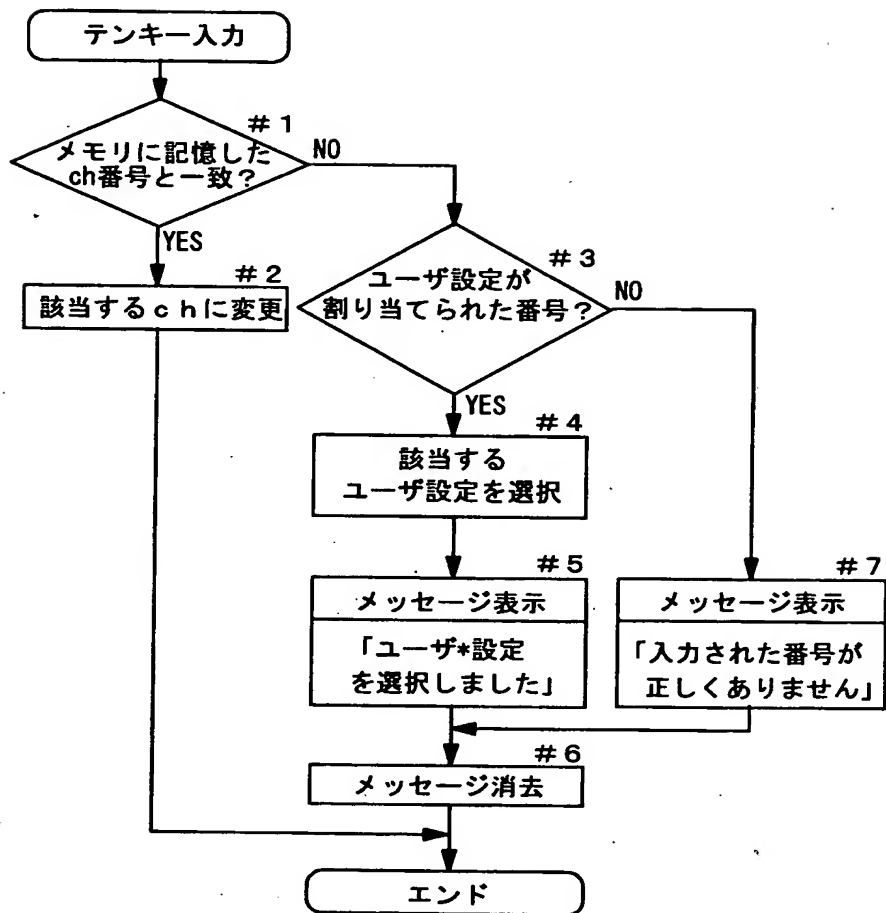 テンキー入力
#1
メモリに記憶した
ch番号と一致?
NO
YES
#2
該当するchに変更
#3
ユーザ設定が
割り当てられた番号?
NO
YES
#4
該当する
ユーザ設定を選択
#5
メッセージ表示
「ユーザ*設定
を選択しました」
#7
メッセージ表示
「入力された番号が
正しくありません」
#6
メッセージ消去
エンド